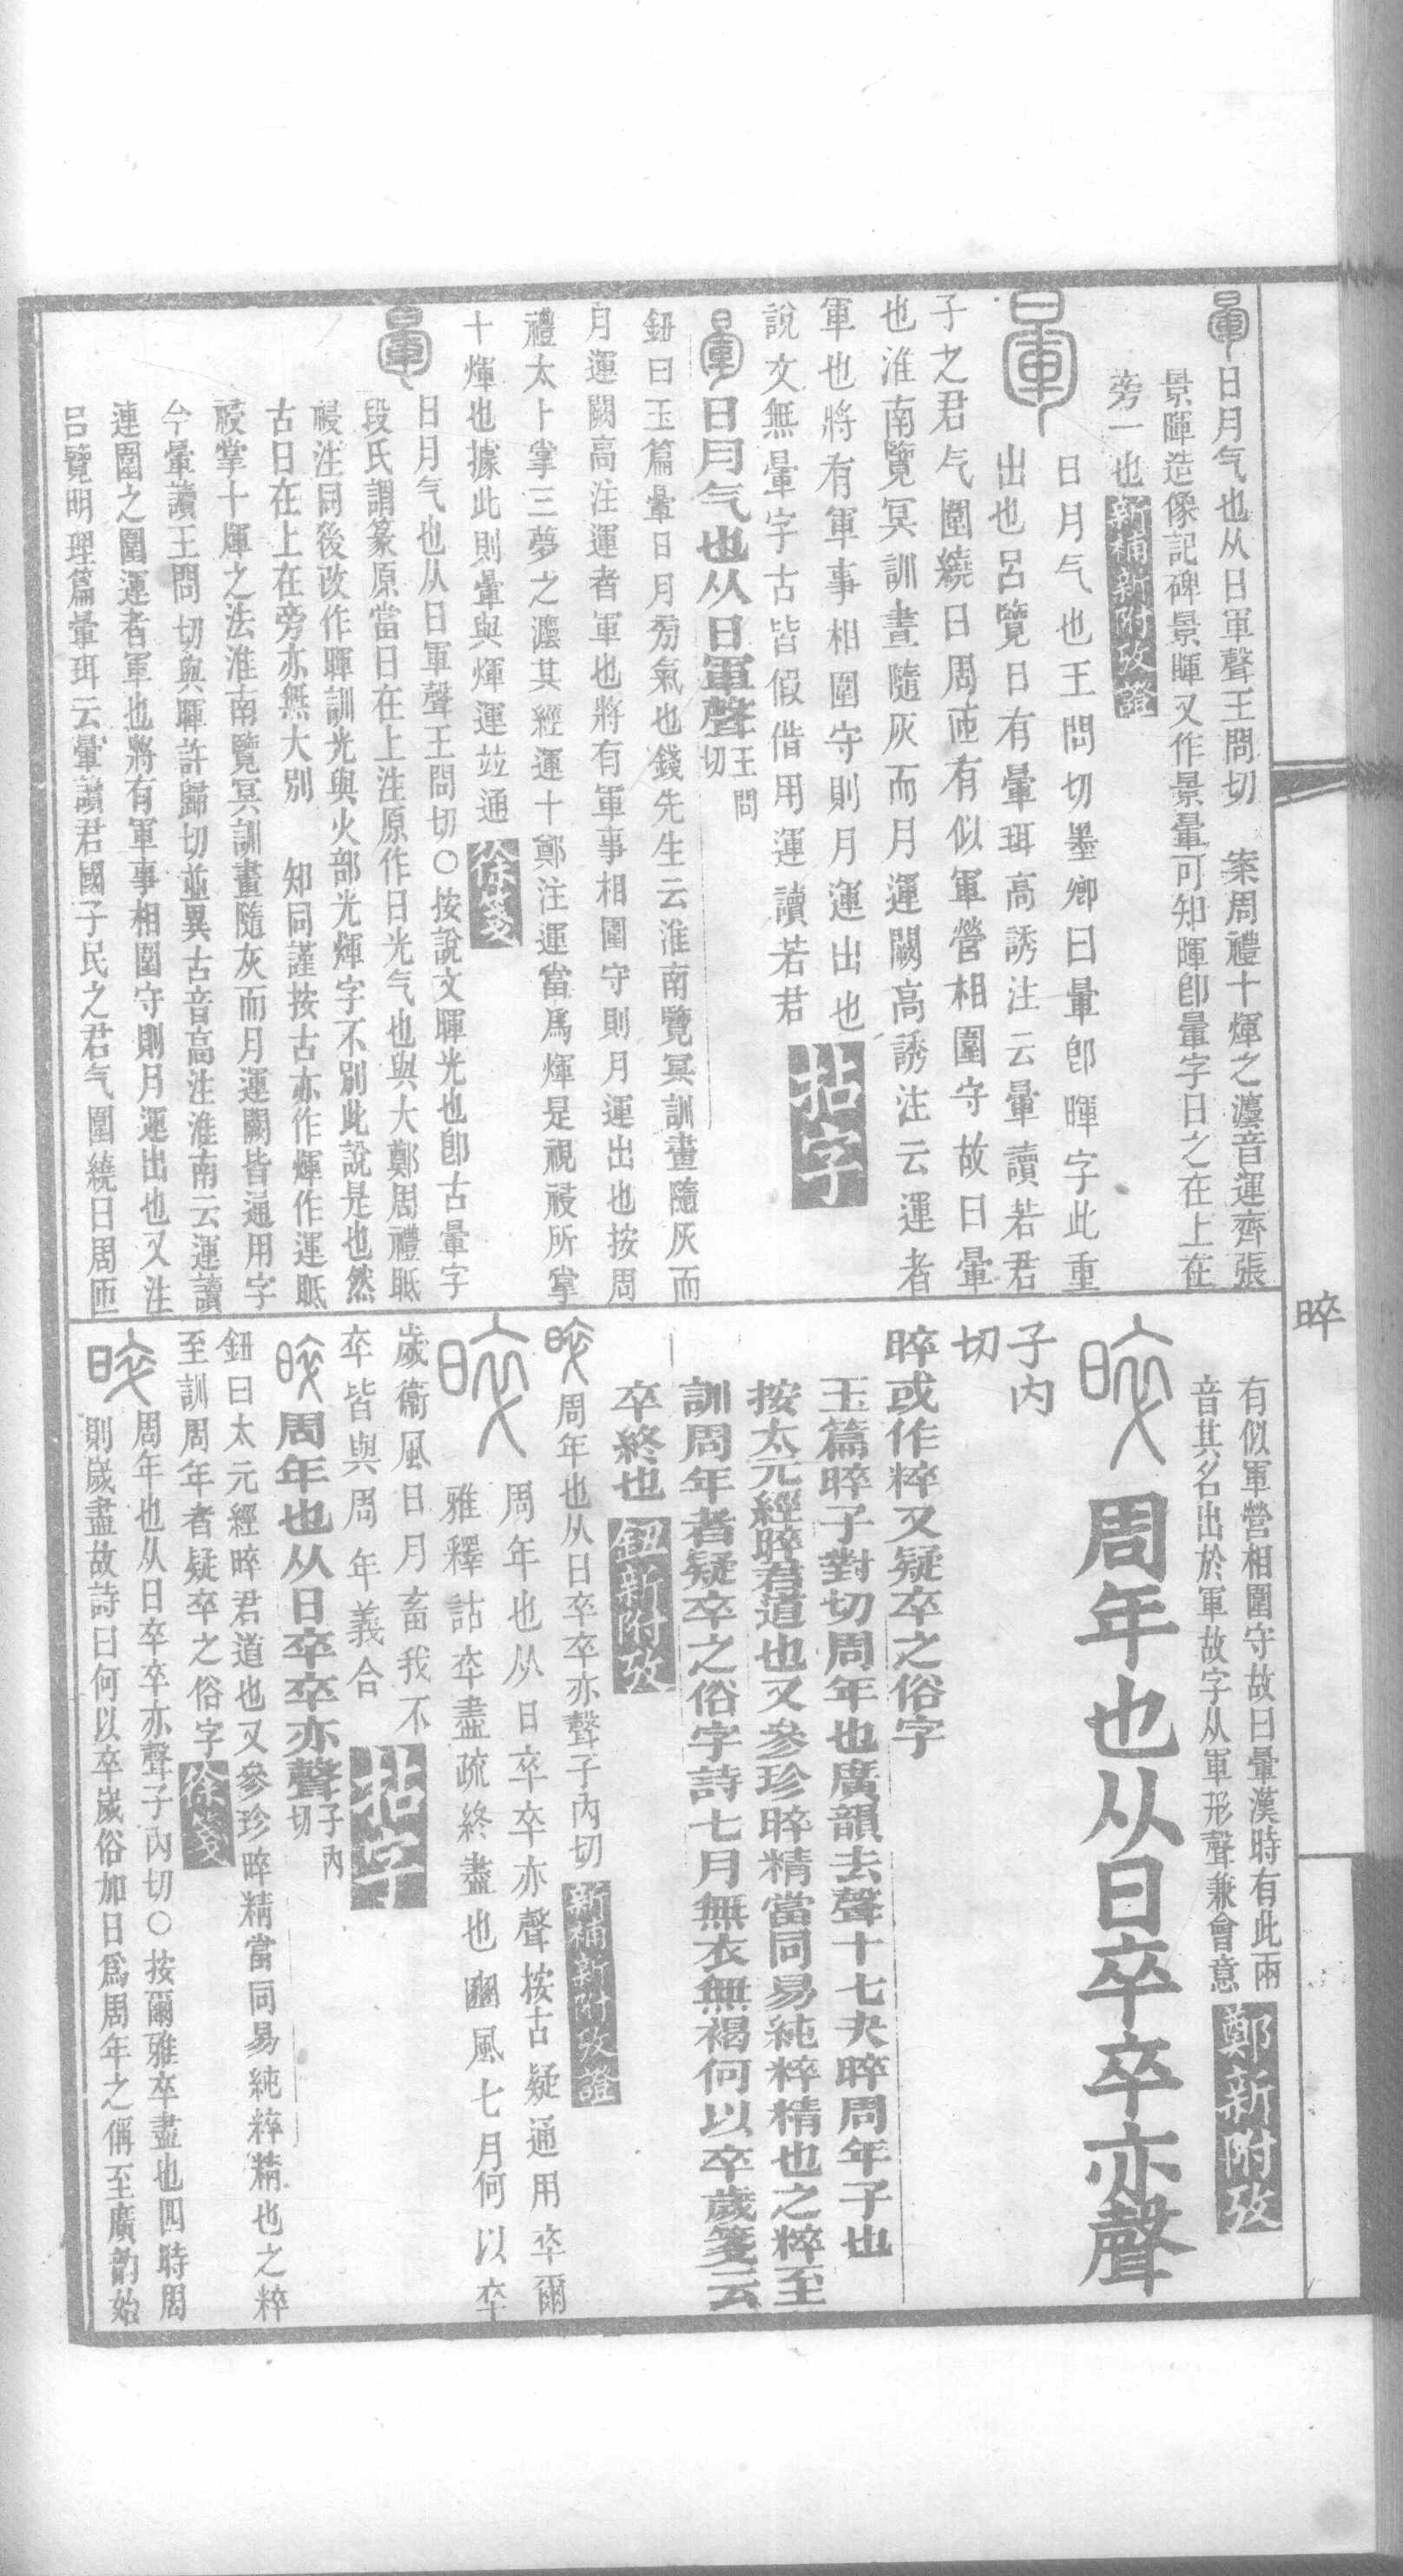 暈日月气也从日軍聲王問切　案周禮十煇之灋音運齊張
景暉造像記碑景暉又作景暈可知暉卽暈字日之在上在
旁一也新補新附攷證
暈
日月气也王問切墨卿曰暈卽暉字此重
出也呂覽日有暈珥高誘注云暈讀若君
子之君气圍繞日周匝有似軍營相圍守故曰暈
也淮南覽冥訓畫隨灰而月運闕高誘注云運者
軍也將有軍事相圍守則月運出也
說文無暈字古皆假借用運讀若君拈字
暈日月气也从日軍聲王問切
鈕曰玉篇暈日月旁氣也錢先生云淮南覽冥訓畫隨灰而
月運闕高注運者軍也將有軍事相圍守則月運出也按周
禮太卜掌三夢之灋其經運十鄭注運當爲煇是視祲所掌
十煇也據此則暈與煇運竝通徐箋
暈
日月气也从日軍聲王問切○按說文暉光也卽古暈字
段氏謂篆原當日在上注原作日光气也與大鄭周禮眡
祲注同後改作暉訓光與火部光煇字不別此說是也然
古日在上在旁亦無大別　知同謹按古亦作煇作運眡
祲掌十煇之法淮南覽冥訓畫隨灰而月運闕皆通用字
今暈讀王問切與暉許歸切並異古音高注淮南云運讀
連圍之圍運者軍也將有軍事相圍守則月運出也又注
呂覽明理篇暈珥云暈讀君國子民之君气圍繞日周匝
有似軍營相圍守故曰暈漢時有此兩
音其名出於軍故字从軍形聲兼會意鄭新附攷
晬周年也从日卒卒亦聲
子內
切
晬或作稡又疑卒之俗字
玉篇晬子對切周年也廣韻去聲十七夬晬周年子也
按太元經晬君道也又參珍晬精當同易純粹精也之粹至
訓周年者疑卒之俗字詩七月無衣無褐何以卒歲箋云
卒終也鈕新附攷
晬周年也从日卒卒亦聲子內切新補新附攷證
晬
周年也从日卒卒亦聲按古疑通用卒爾
雅釋詁卒盡疏終盡也豳風七月何以卒
歲衞風日月畜我不
卒皆與周年義合拈字
晬周年也从日卒卒亦聲子內切
鈕曰太元經晬君道也又參珍晬精當同易純粹精也之粹
至訓周年者疑卒之俗字徐箋
晬
周年也从日卒卒亦聲子內切○按爾雅卒盡也四時周
則歲盡故詩曰何以卒歲俗加日爲周年之偁至廣韵始
晬